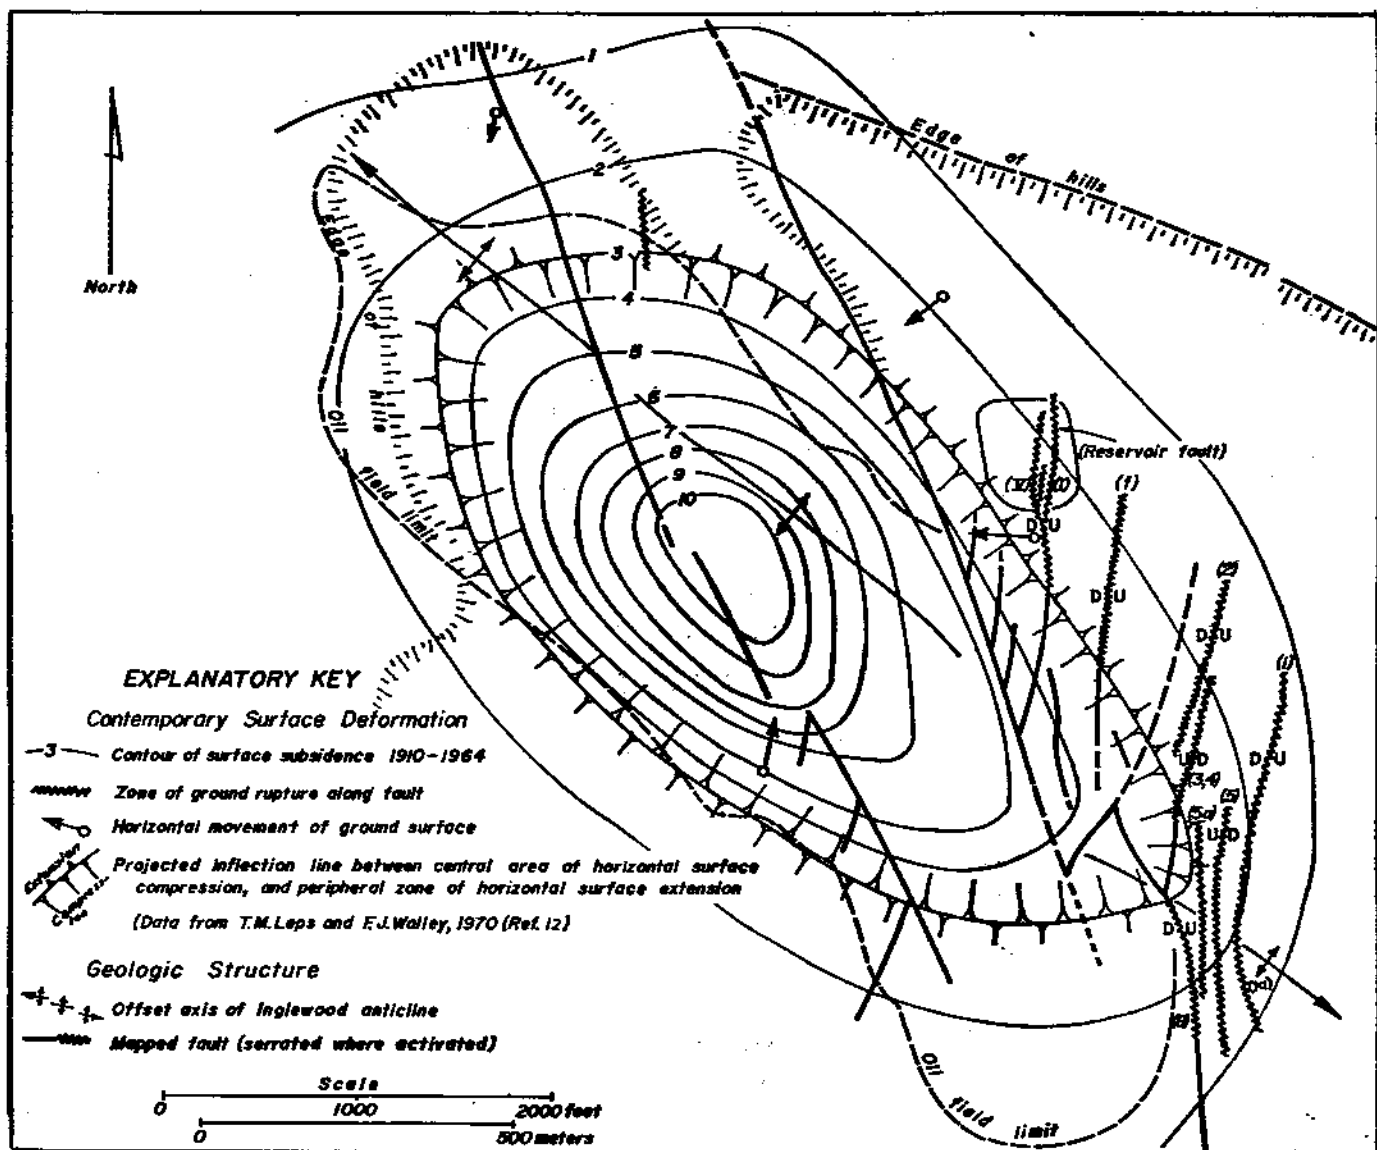 1
Edge
of
hills
2
North
Edge
3
4
of
5
6
Oil
hills
7
(Reservoir fault)
8
9
10
(1)
field
D U
limit
D U
(2)
D U
(1)
EXPLANATORY KEY
Contemporary Surface Deformation
—3— Contour of surface subsidence 1910-1964
U D
D U
(3,4)
Zone of ground rupture along fault
(5)
(5a)
Horizontal movement of ground surface
U D
Extension
Compression
Projected inflection line between central area of horizontal surface
compression, and peripheral zone of horizontal surface extension
(Data from T.M. Leps and F.J. Walley, 1970 (Ref. 12)
D U
Geologic Structure
Offset axis of Inglewood anticline
Mapped fault (serrated where activated)
Oil
field
limit
Scale
0 1000 2000 feet
0 500 meters